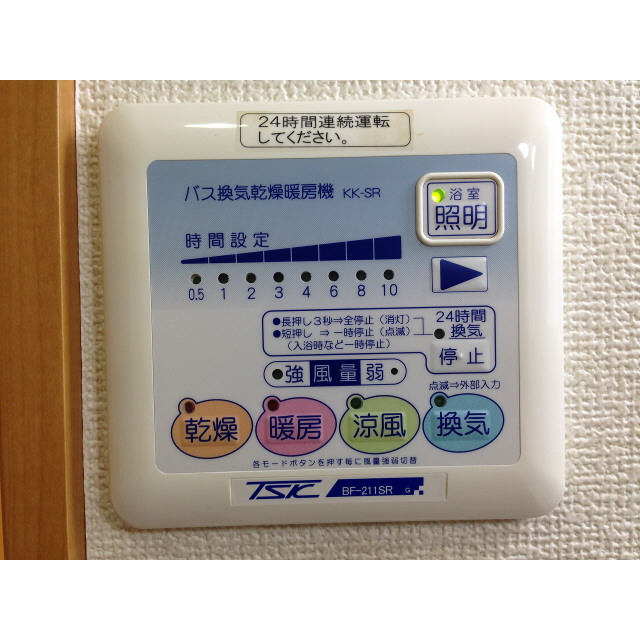 24時間連続運転
してください。
バス換気乾燥暖房機 KK-SR
浴室
照明
時間設定
0.5 1 2 3 4 6 8 10
●長押し3秒⇒全停止（消灯）
●短押し ⇒一時停止（点滅）
（入浴時など一時停止）
24時間
換気
停止
強 風量 弱
点滅⇒外部入力
乾燥 暖房 涼風 換気
各モードボタンを押す毎に風量強弱切替
TSK BF-211SR G